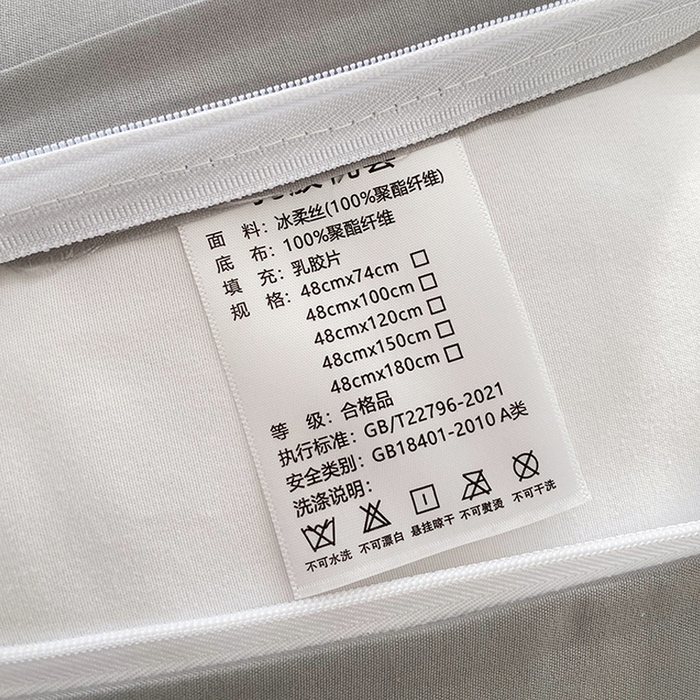 面 料：冰柔丝(100%聚酯纤维)
底 布：100%聚酯纤维
填 充：乳胶片
规 格：48cmx74cm □
48cmx100cm □
48cmx120cm □
48cmx150cm □
48cmx180cm □
等 级：合格品
执行标准：GB/T22796-2021
安全类别：GB18401-2010 A类
洗涤说明：
不可水洗 不可漂白 悬挂晾干 不可熨烫 不可干洗